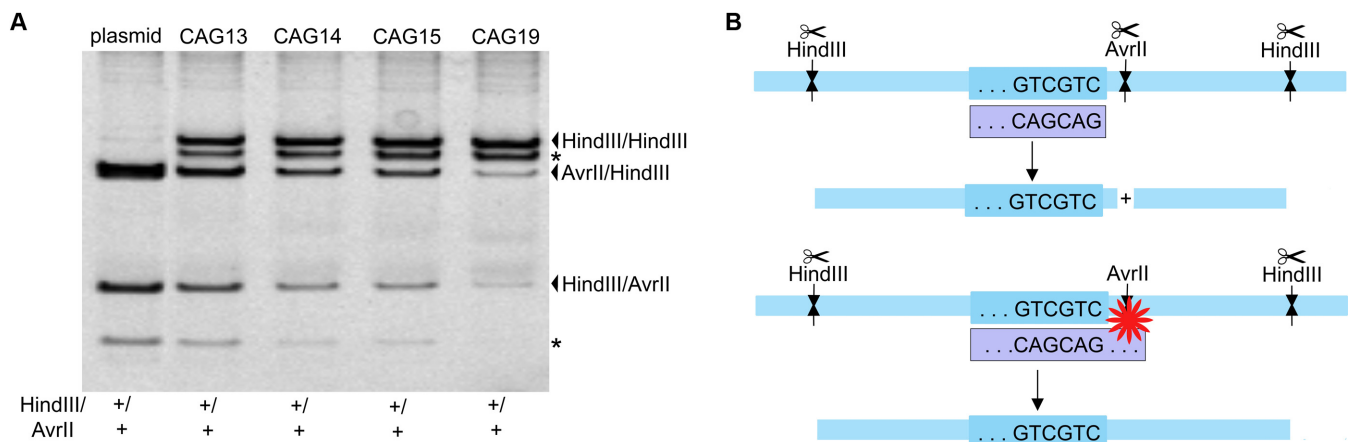 A
plasmid CAG13 CAG14 CAG15 CAG19
HindIII/HindIII
*
AvrII/HindIII
HindIII/AvrII
*
HindIII/ +/ +/ +/ +/ +/
AvrII + + + + +
B
HindIII AvrII HindIII
. . . GTCGTC
. . . CAGCAG
. . . GTCGTC +
HindIII AvrII HindIII
. . . GTCGTC
. . .CAGCAG . . .
. . . GTCGTC